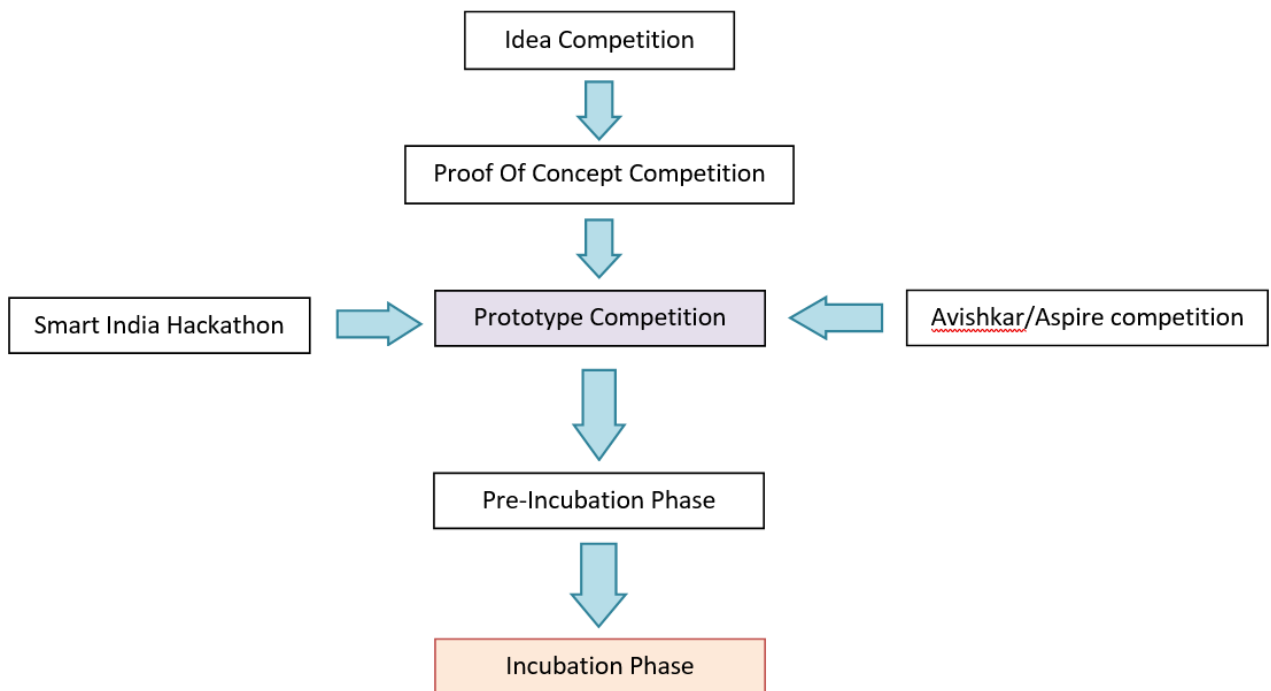 Idea Competition
Proof Of Concept Competition
Smart India Hackathon
Prototype Competition
Avishkar/Aspire competition
Pre-Incubation Phase
Incubation Phase